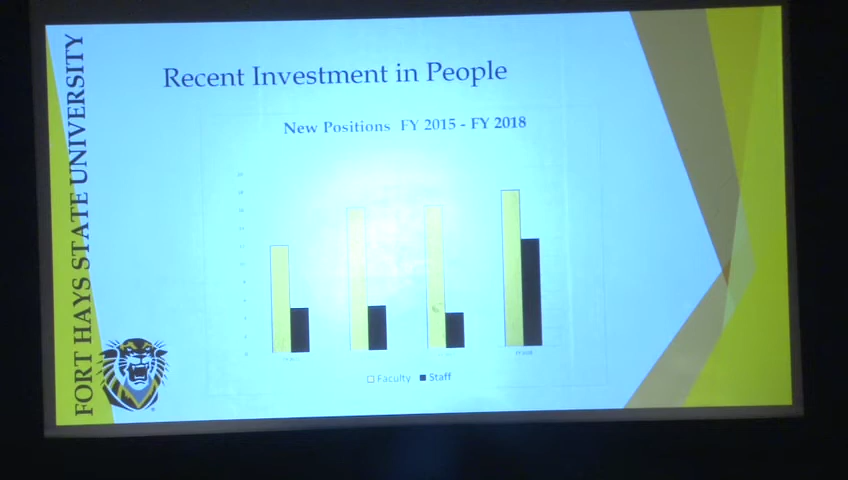 FORT HAYS STATE UNIVERSITY
Recent Investment in People
New Positions FY 2015 - FY 2018
Faculty Staff